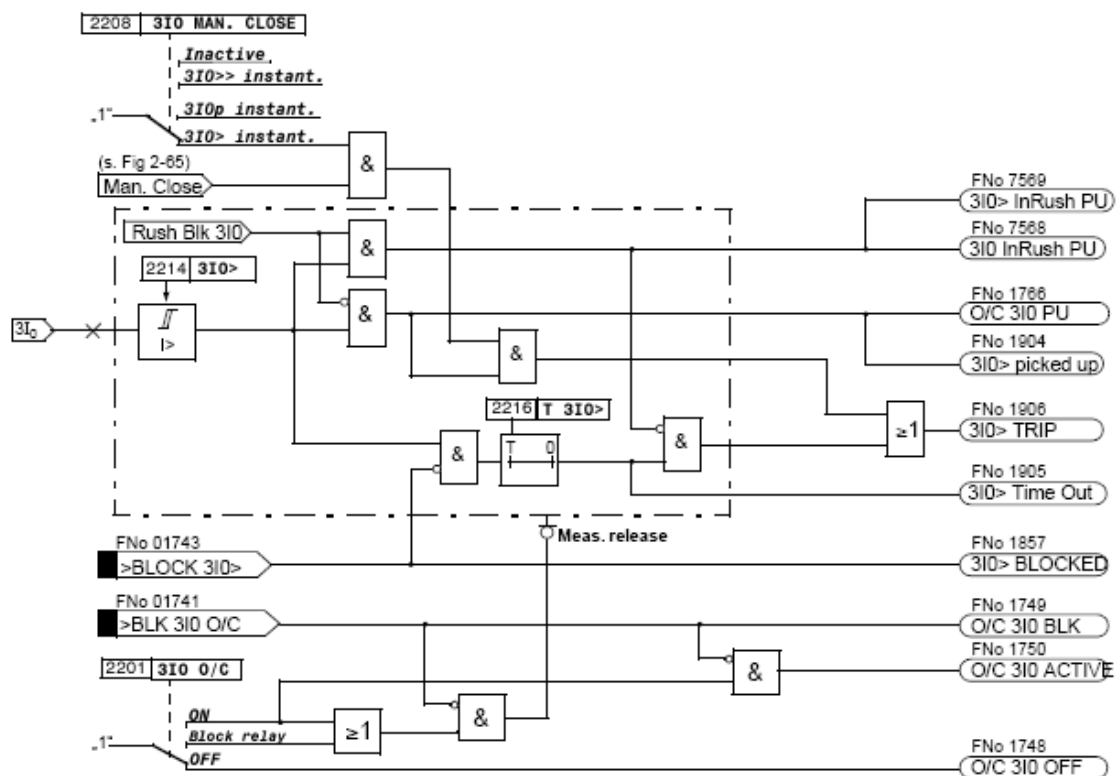 2208 3I0 MAN. CLOSE
Inactive
3I0>> instant.
„1"
3I0p instant.
3I0> instant.
(s. Fig 2-65)
Man. Close
&
FNo 7569
3I0> InRush PU
Rush Blk 3I0
&
FNo 7568
3I0 InRush PU
2214 3I0>
3I0
I>
&
FNo 1766
O/C 3I0 PU
&
FNo 1904
3I0> picked up
2216 T 3I0>
&
T 0
&
≥1
FNo 1906
3I0> TRIP
FNo 1905
3I0> Time Out
Meas. release
FNo 01743
>BLOCK 3I0>
FNo 1857
3I0> BLOCKED
FNo 01741
>BLK 3I0 O/C
FNo 1749
O/C 3I0 BLK
2201 3I0 O/C
&
FNo 1750
O/C 3I0 ACTIVE
ON
Block relay
≥1
&
„1"
OFF
FNo 1748
O/C 3I0 OFF